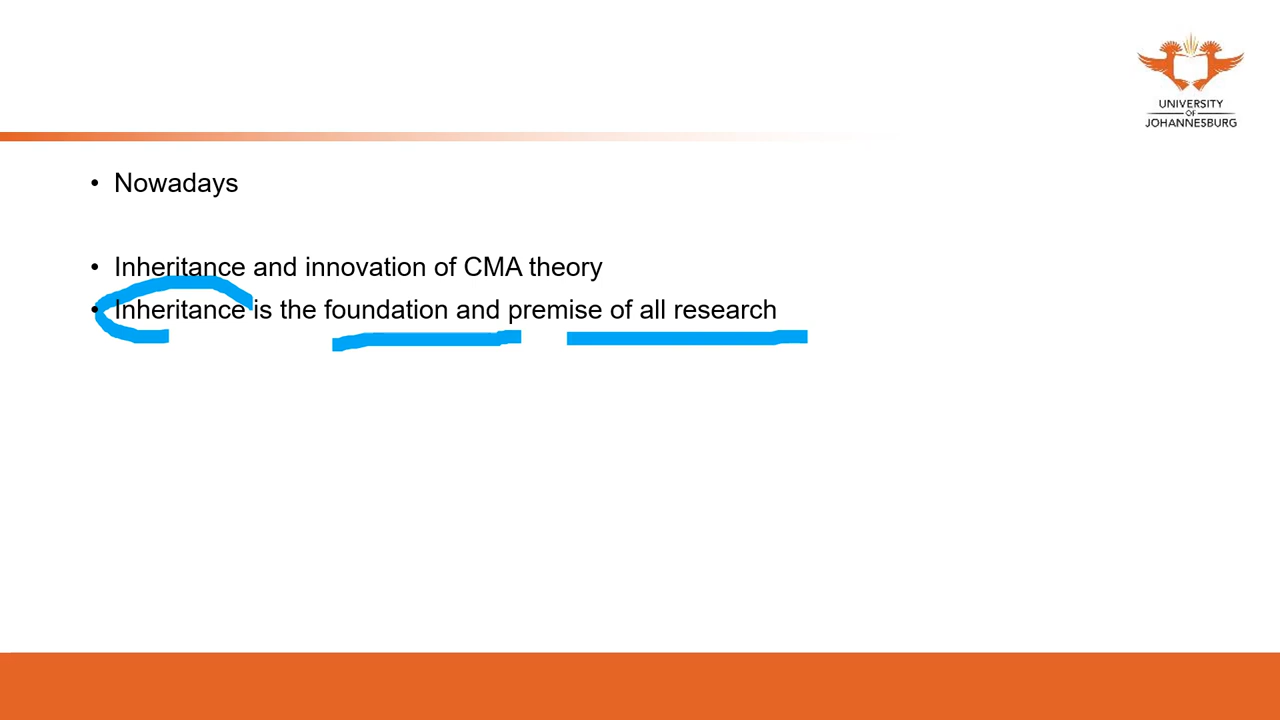 UNIVERSITY
OF
JOHANNESBURG
• Nowadays
• Inheritance and innovation of CMA theory
• Inheritance is the foundation and premise of all research